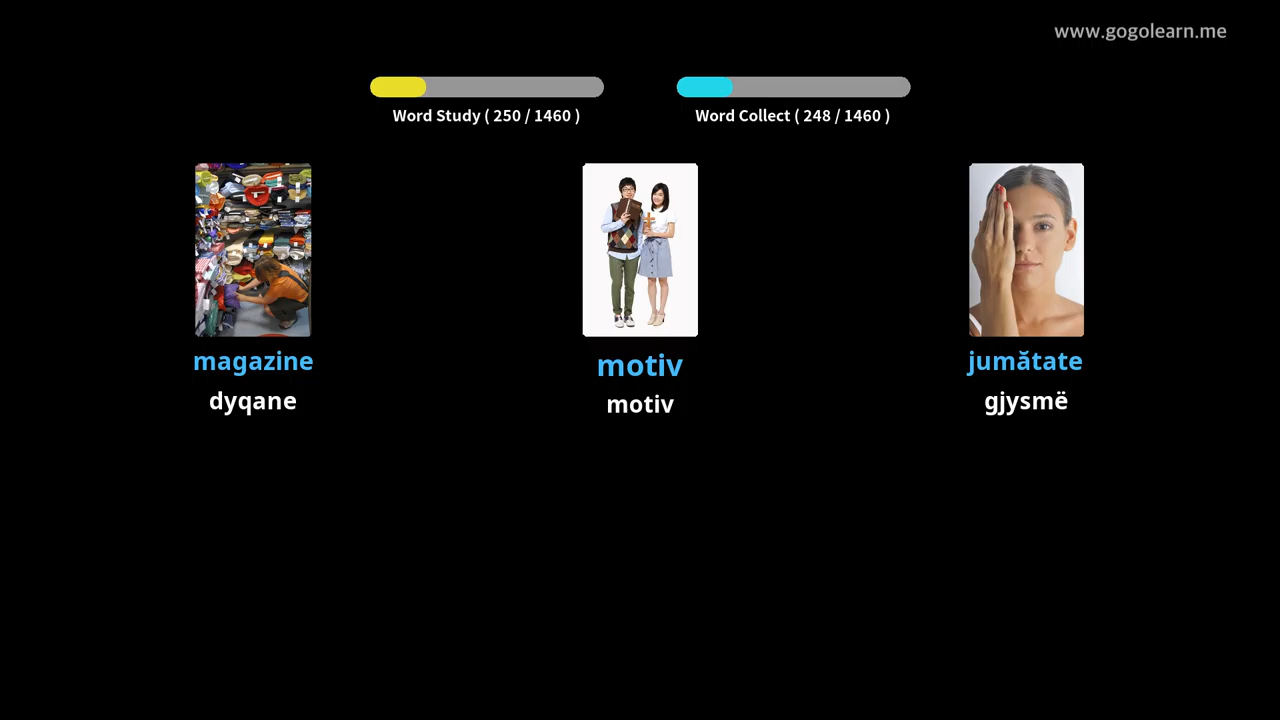 www.gogolearn.me
Word Study ( 250 / 1460 )
Word Collect ( 248 / 1460 )
magazine
dyqane
motiv
motiv
jumătate
gjysmë